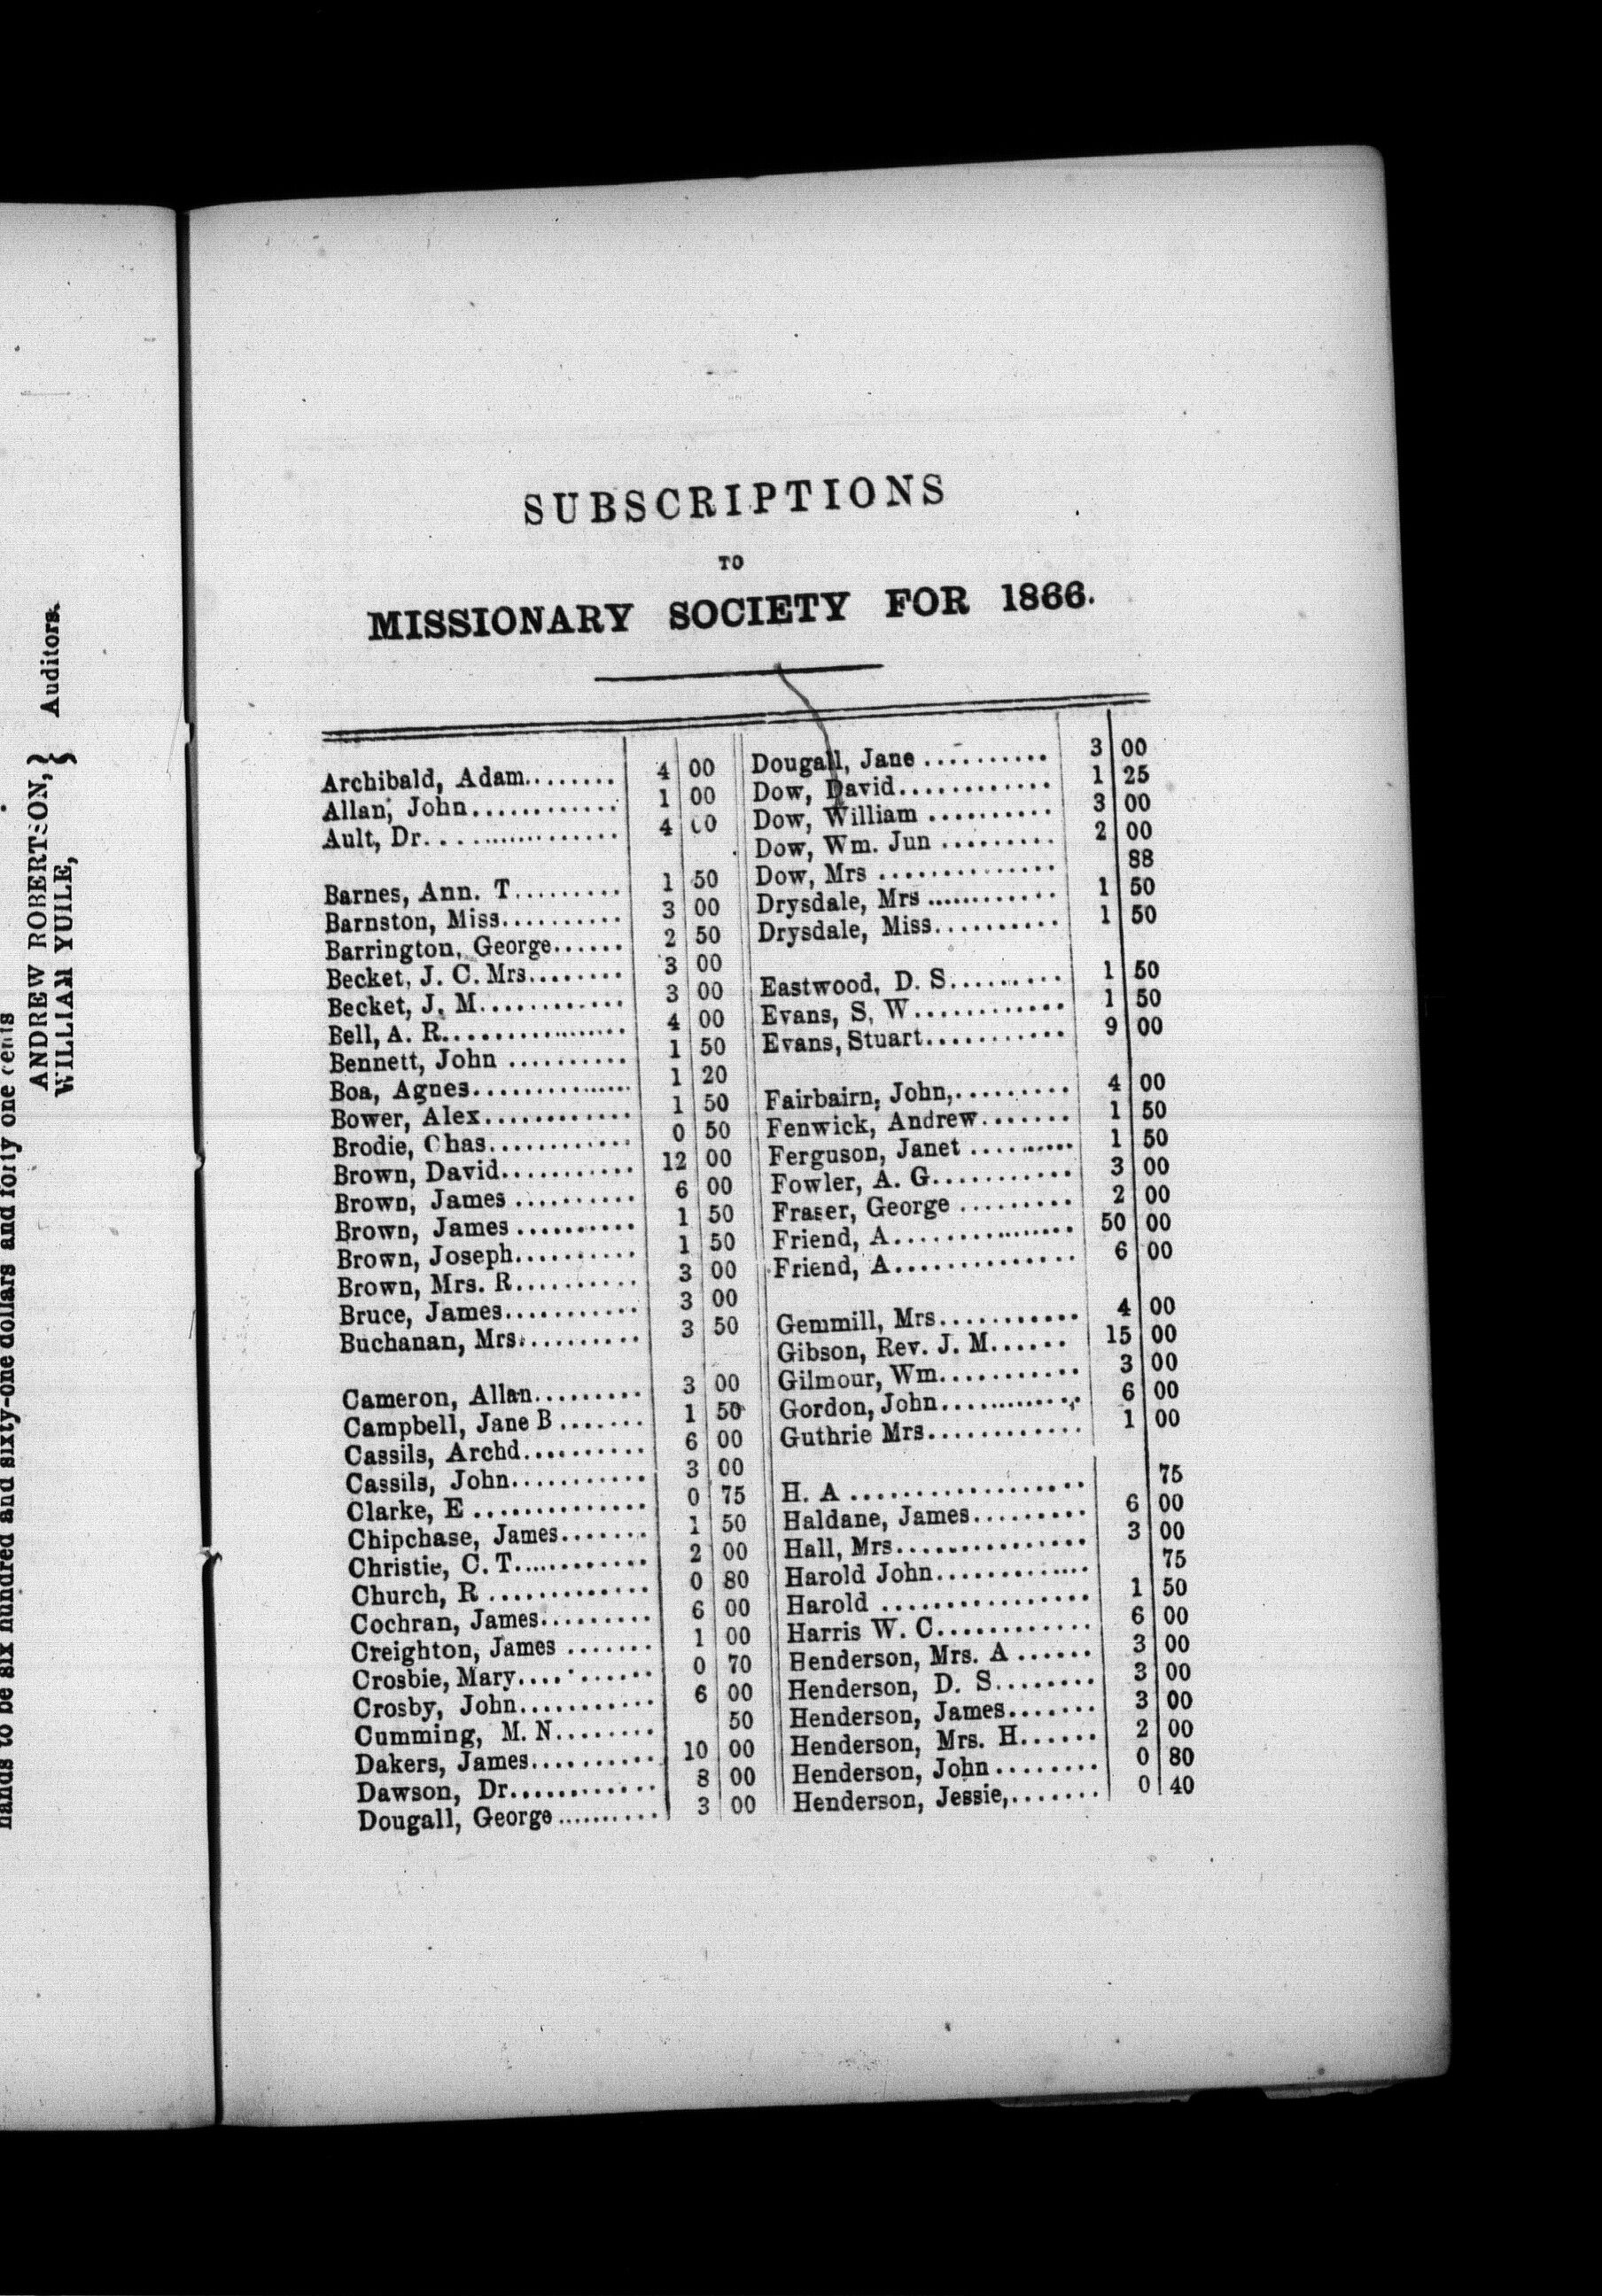 hands to be six hundred and sixty-one dollars and forty one cents
ANDREW ROBERTSON, } Auditors.
WILLIAM YUILE, }
SUBSCRIPTIONS
TO
MISSIONARY SOCIETY FOR 1866.
Archibald, Adam........ 4 00
Allan, John............ 1 00
Ault, Dr................. 4 00
Barnes, Ann. T......... 1 50
Barnston, Miss.......... 3 00
Barrington, George...... 2 50
Becket, J. C. Mrs........ 3 00
Becket, J. M............ 3 00
Bell, A. R................ 4 00
Bennett, John .......... 1 50
Boa, Agnes.............. 1 20
Bower, Alex............ 1 50
Brodie, Chas............ 0 50
Brown, David........... 12 00
Brown, James .......... 6 00
Brown, James .......... 1 50
Brown, Joseph.......... 1 50
Brown, Mrs. R.......... 3 00
Bruce, James........... 3 00
Buchanan, Mrs.......... 3 50
Cameron, Allan......... 3 00
Campbell, Jane B ....... 1 50
Cassils, Archd.......... 6 00
Cassils, John........... 3 00
Clarke, E .............. 0 75
Chipchase, James....... 1 50
Christie, C. T............ 2 00
Church, R ............. 0 80
Cochran, James......... 6 00
Creighton, James ....... 1 00
Crosbie, Mary.......... 0 70
Crosby, John........... 6 00
Cumming, M. N........ 50
Dakers, James.......... 10 00
Dawson, Dr............ 8 00
Dougall, George .......... 3 00
Dougall, Jane .......... 3 00
Dow, David............ 1 25
Dow, William .......... 3 00
Dow, Wm. Jun ......... 2 00
Dow, Mrs .............. 88
Drysdale, Mrs ............ 1 50
Drysdale, Miss.......... 1 50
Eastwood, D. S......... 1 50
Evans, S, W........... 1 50
Evans, Stuart........... 9 00
Fairbairn, John,......... 4 00
Fenwick, Andrew....... 1 50
Ferguson, Janet .......... 1 50
Fowler, A. G........... 3 00
Fraser, George ......... 2 00
Friend, A................ 50 00
Friend, A.............. 6 00
Gemmill, Mrs........... 4 00
Gibson, Rev. J. M...... 15 00
Gilmour, Wm........... 3 00
Gordon, John............. 6 00
Guthrie Mrs............ 1 00
H. A .................. 75
Haldane, James......... 6 00
Hall, Mrs............... 3 00
Harold John............. 75
Harold ................ 1 50
Harris W. C............ 6 00
Henderson, Mrs. A ...... 3 00
Henderson, D. S........ 3 00
Henderson, James....... 3 00
Henderson, Mrs. H...... 2 00
Henderson, John ........ 0 80
Henderson, Jessie,....... 0 40